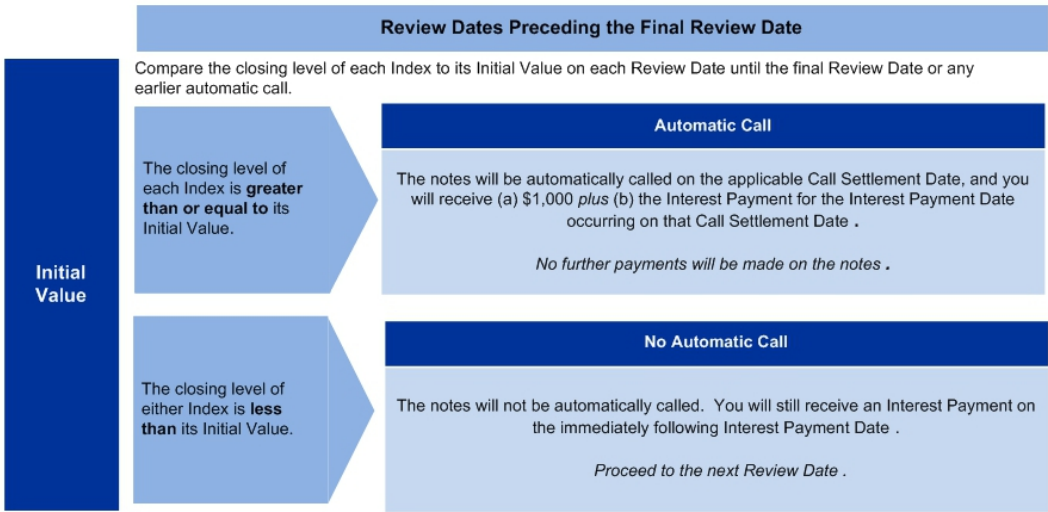 Review Dates Preceding the Final Review Date
Compare the closing level of each Index to its Initial Value on each Review Date until the final Review Date or any
earlier automatic call.
Initial
Value
The closing level of
each Index is greater
than or equal to its
Initial Value.
Automatic Call
The notes will be automatically called on the applicable Call Settlement Date, and you
will receive (a) $1,000 plus (b) the Interest Payment for the Interest Payment Date
occurring on that Call Settlement Date .
No further payments will be made on the notes .
The closing level of
either Index is less
than its Initial Value.
No Automatic Call
The notes will not be automatically called.  You will still receive an Interest Payment on
the immediately following Interest Payment Date .
Proceed to the next Review Date .